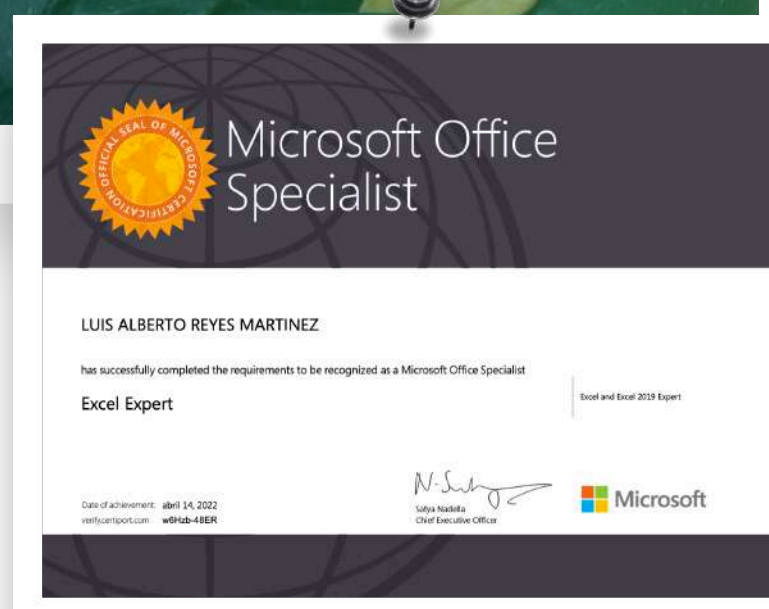 OFFICIAL SEAL OF MICROSOFT CERTIFICATION
Microsoft Office
Specialist
LUIS ALBERTO REYES MARTINEZ
has successfully completed the requirements to be recognized as a Microsoft Office Specialist
Excel Expert
Excel and Excel 2019 Expert
Date of achievement: abril 14, 2022
verify.certiport.com w6Hzb-48ER
Satya Nadella
Chief Executive Officer
Microsoft